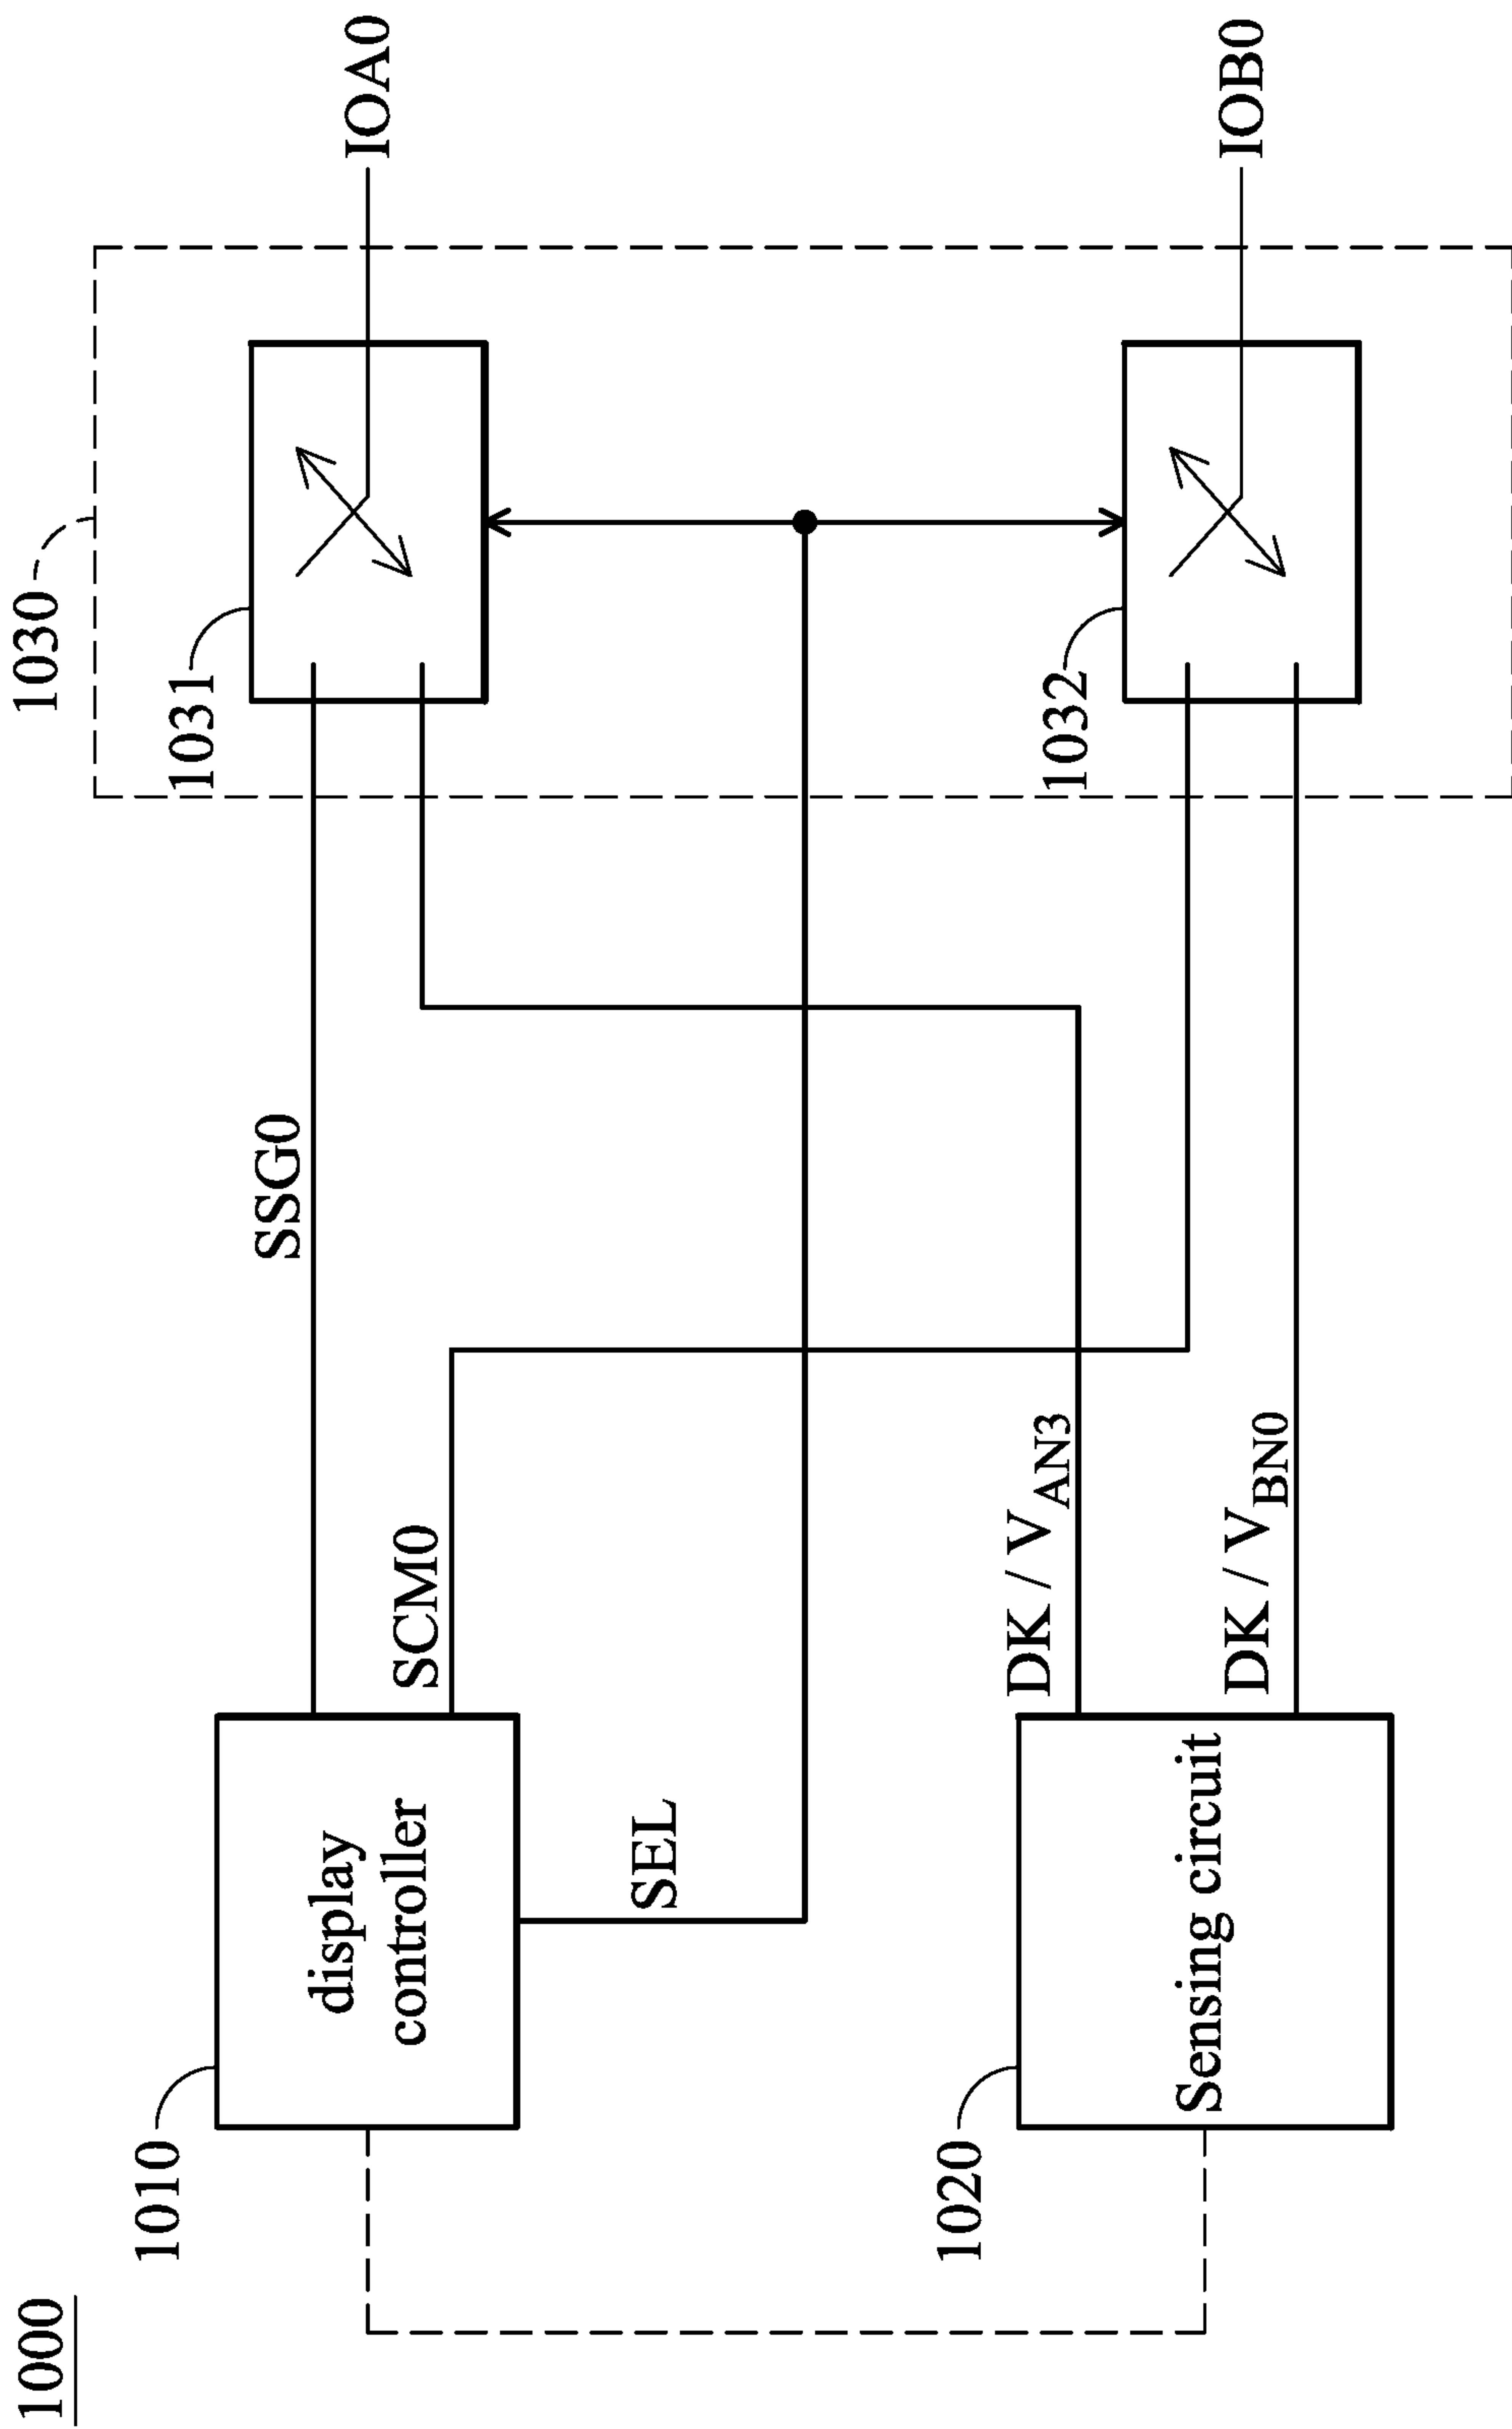 1000
1010
display
controller
SEL
SSG0
SCM0
1020
Sensing circuit
DK / VAN3
DK / VBN0
1030
1031
1032
IOA0
IOB0